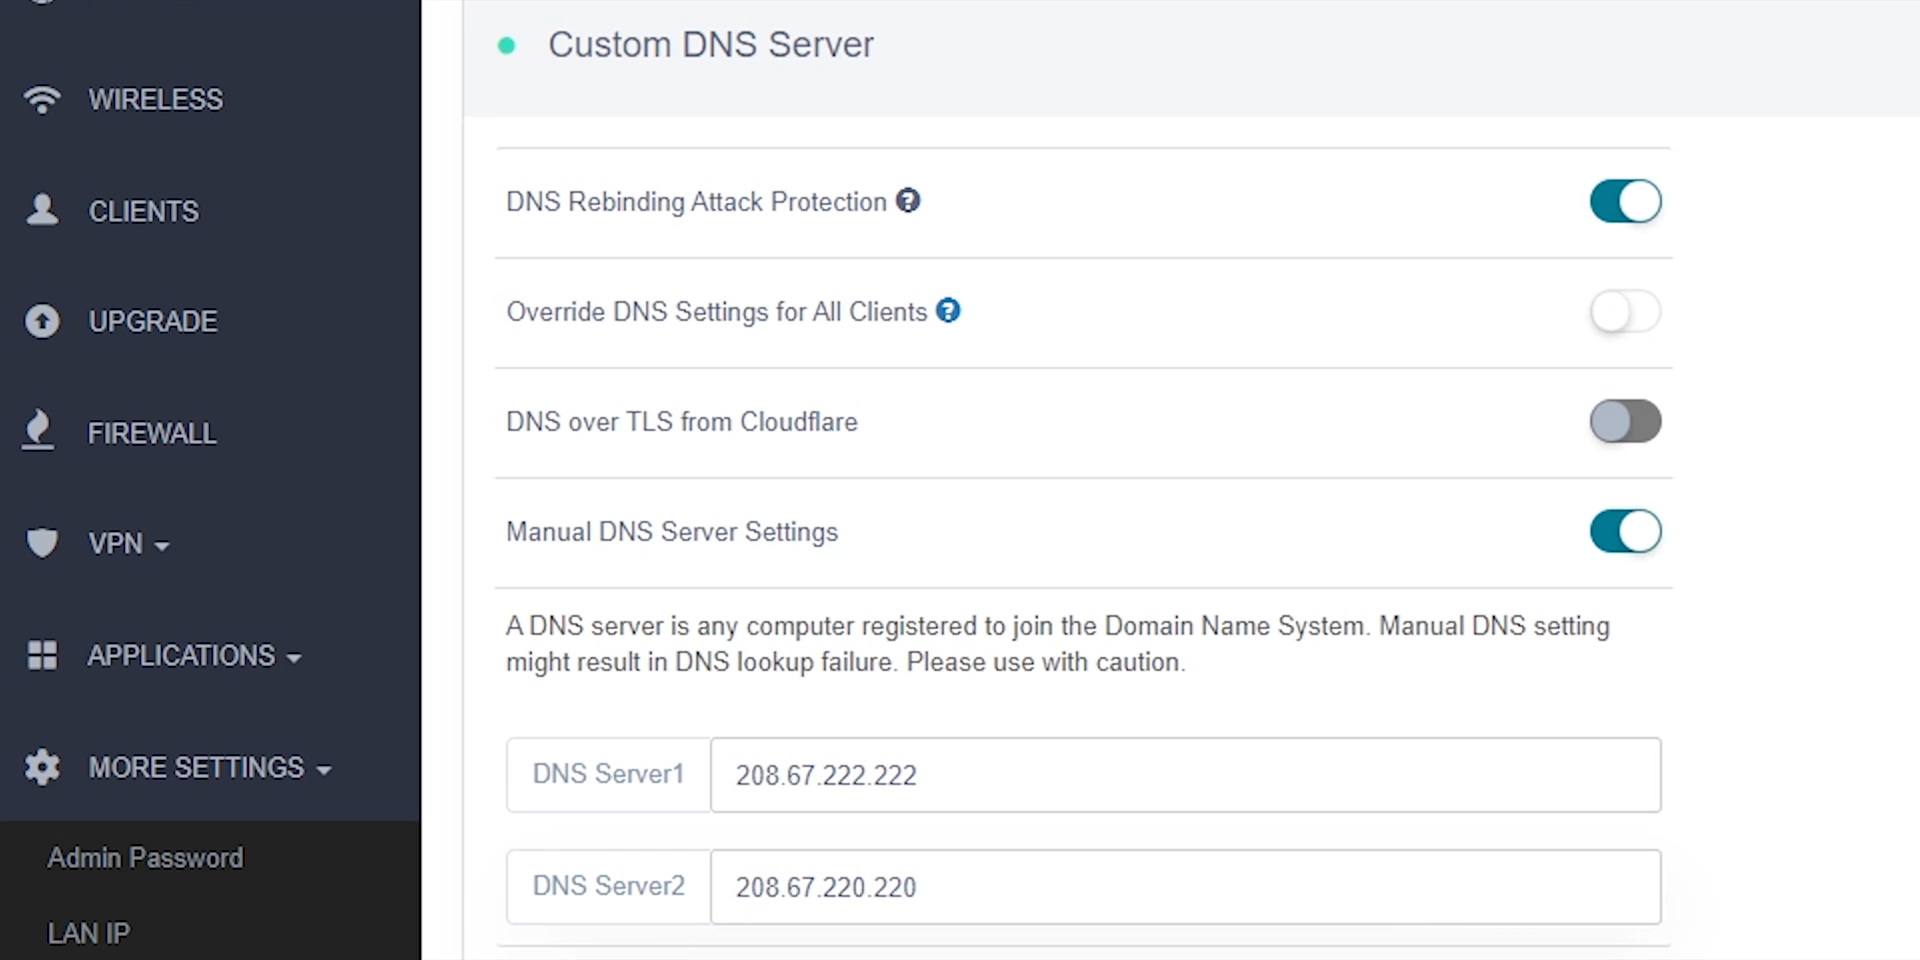 WIRELESS
CLIENTS
UPGRADE
FIREWALL
VPN
APPLICATIONS
MORE SETTINGS
Admin Password
LAN IP
Custom DNS Server
DNS Rebinding Attack Protection
Override DNS Settings for All Clients
DNS over TLS from Cloudflare
Manual DNS Server Settings
A DNS server is any computer registered to join the Domain Name System. Manual DNS setting
might result in DNS lookup failure. Please use with caution.
DNS Server1 208.67.222.222
DNS Server2 208.67.220.220